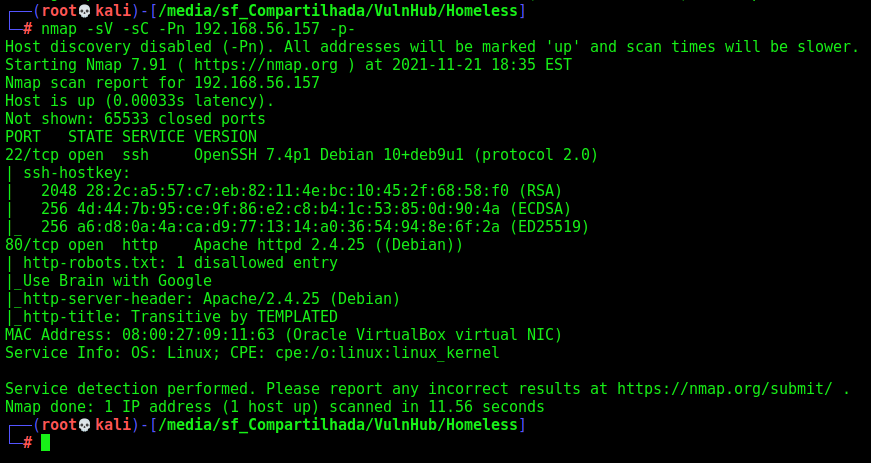 ┌──(root💀kali)-[/media/sf_Compartilhada/VulnHub/Homeless]
└─# nmap -sV -sC -Pn 192.168.56.157 -p-
Host discovery disabled (-Pn). All addresses will be marked 'up' and scan times will be slower.
Starting Nmap 7.91 ( https://nmap.org ) at 2021-11-21 18:35 EST
Nmap scan report for 192.168.56.157
Host is up (0.00033s latency).
Not shown: 65533 closed ports
PORT   STATE SERVICE VERSION
22/tcp open  ssh     OpenSSH 7.4p1 Debian 10+deb9u1 (protocol 2.0)
| ssh-hostkey:
|   2048 28:2c:a5:57:c7:eb:82:11:4e:bc:10:45:2f:68:58:f0 (RSA)
|   256 4d:44:7b:95:ce:9f:86:e2:c8:b4:1c:53:85:0d:90:4a (ECDSA)
|_  256 a6:d8:0a:4a:ca:d9:77:13:14:a0:36:54:94:8e:6f:2a (ED25519)
80/tcp open  http    Apache httpd 2.4.25 ((Debian))
| http-robots.txt: 1 disallowed entry
|_Use Brain with Google
|_http-server-header: Apache/2.4.25 (Debian)
|_http-title: Transitive by TEMPLATED
MAC Address: 08:00:27:09:11:63 (Oracle VirtualBox virtual NIC)
Service Info: OS: Linux; CPE: cpe:/o:linux:linux_kernel

Service detection performed. Please report any incorrect results at https://nmap.org/submit/ .
Nmap done: 1 IP address (1 host up) scanned in 11.56 seconds
┌──(root💀kali)-[/media/sf_Compartilhada/VulnHub/Homeless]
└─#